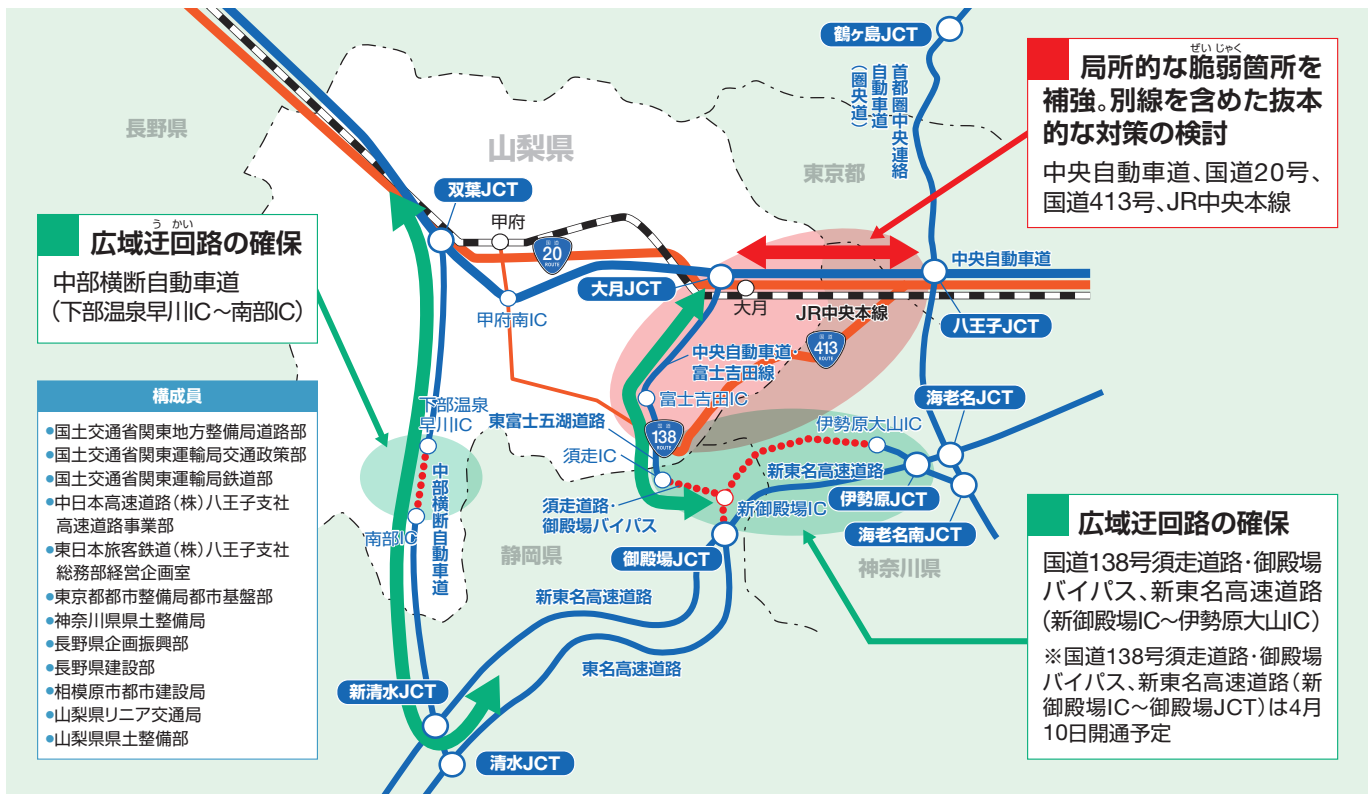 鶴ヶ島JCT
首都圏中央連絡
自動車道
（圏央道）
ぜいじゃく
局所的な脆弱箇所を
補強。別線を含めた抜本
的な対策の検討
中央自動車道、国道20号、
国道413号、JR中央本線
長野県
山梨県
東京都
双葉JCT
甲府
国道
20
ROUTE
中央自動車道
大月JCT
大月
JR中央本線
八王子JCT
甲府南IC
うかい
広域迂回路の確保
中部横断自動車道
（下部温泉早川IC～南部IC）
国道
413
ROUTE
中央自動車道・
富士吉田線
富士吉田IC
海老名JCT
構成員
●国土交通省関東地方整備局道路部
●国土交通省関東運輸局交通政策部
●国土交通省関東運輸局鉄道部
●中日本高速道路（株）八王子支社
高速道路事業部
●東日本旅客鉄道（株）八王子支社
総務部経営企画室
●東京都都市整備局都市基盤部
●神奈川県県土整備局
●長野県企画振興部
●長野県建設部
●相模原市都市建設局
●山梨県リニア交通局
●山梨県県土整備部
下部温泉
早川IC
東富士五湖道路
国道
138
ROUTE
伊勢原大山IC
須走IC
新東名高速道路
中部横断自動車道
須走道路・
御殿場バイパス
新御殿場IC
伊勢原JCT
南部IC
海老名南JCT
静岡県
御殿場JCT
神奈川県
新東名高速道路
東名高速道路
新清水JCT
清水JCT
広域迂回路の確保
国道138号須走道路・御殿場
バイパス、新東名高速道路
（新御殿場IC～伊勢原大山IC）
※国道138号須走道路・御殿場
バイパス、新東名高速道路（新
御殿場IC～御殿場JCT）は4月
10日開通予定